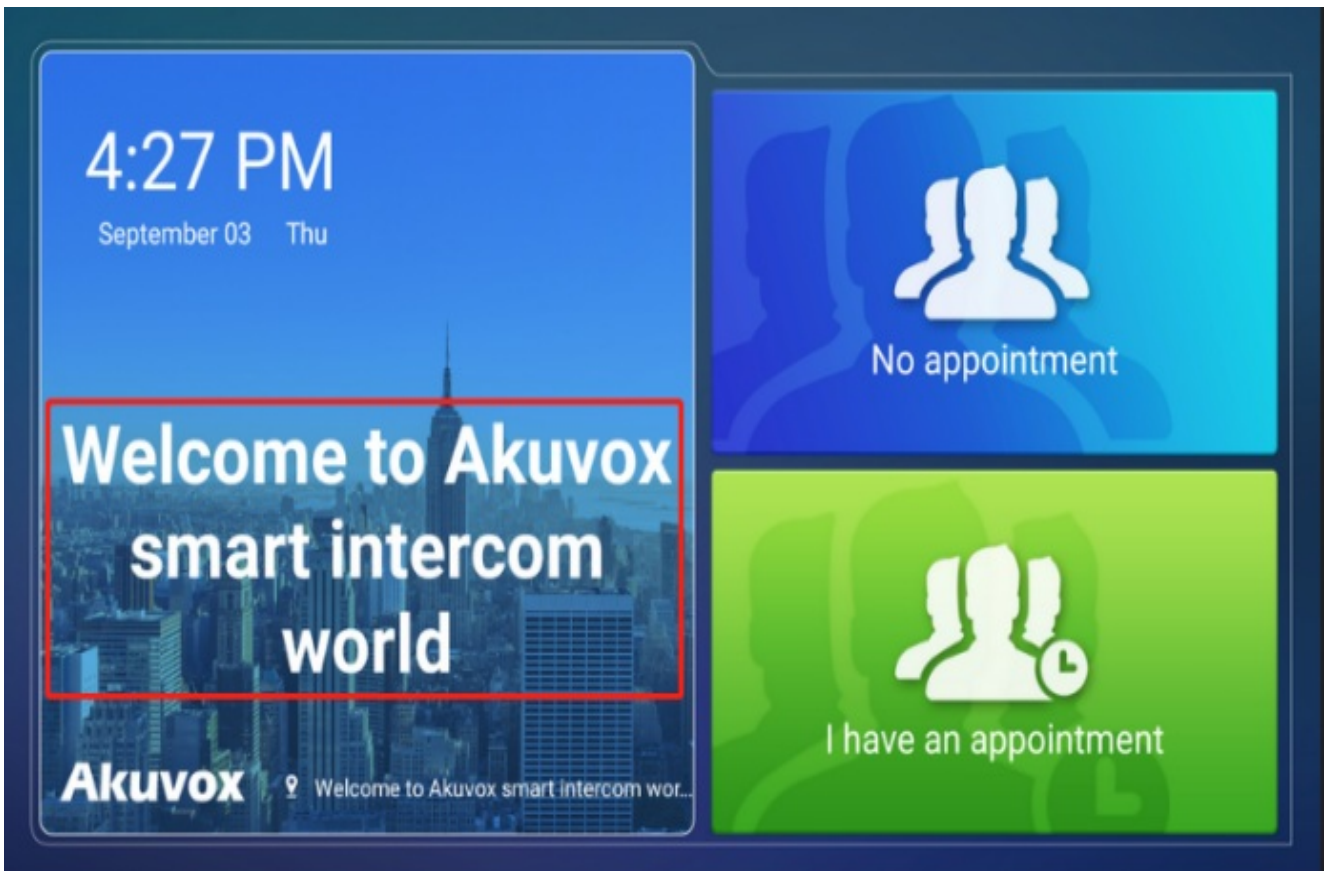 4:27 PM
September 03 Thu
Welcome to Akuvox
smart intercom
world
Akuvox
Welcome to Akuvox smart intercom wor...
No appointment
I have an appointment